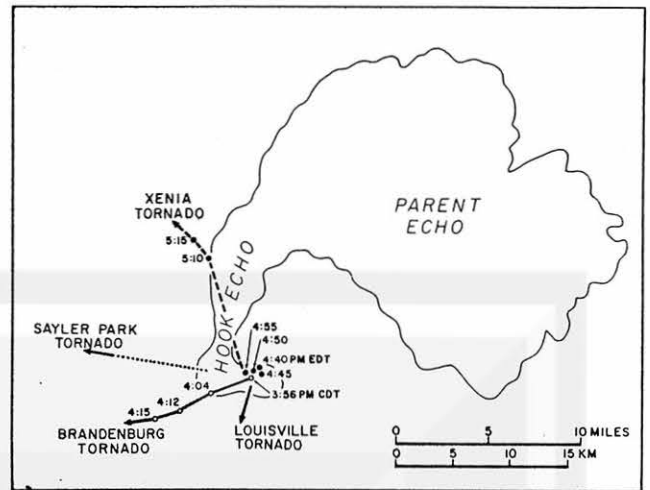 XENIA
TORNADO
5:15
5:10
PARENT
ECHO
HOOK ECHO
SAYLER PARK
TORNADO
4:55
4:50
4:40 PM EDT
4:45
4:04
3:56 PM CDT
4:12
4:15
BRANDENBURG
TORNADO
LOUISVILLE
TORNADO
0 5 10 MILES
0 5 10 15 KM